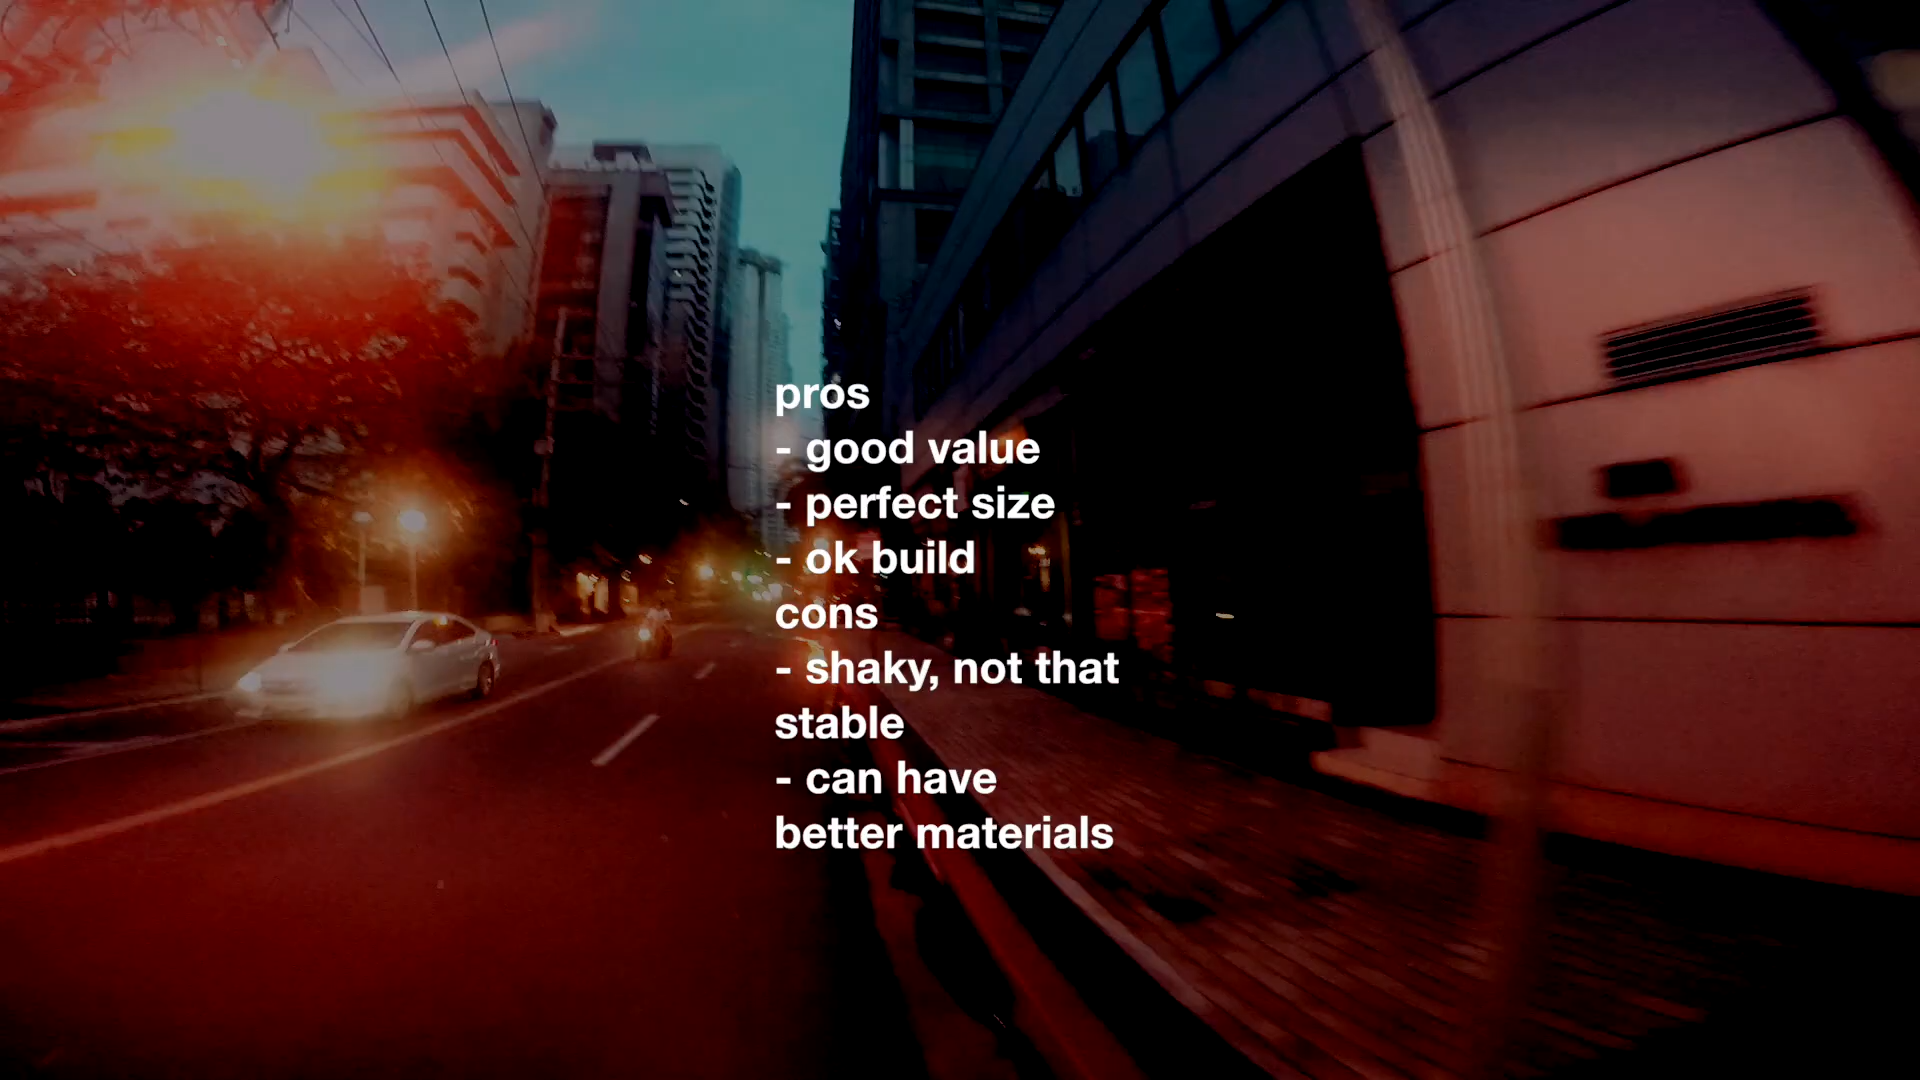 pros
- good value
- perfect size
- ok build
cons
- shaky, not that
stable
- can have
better materials